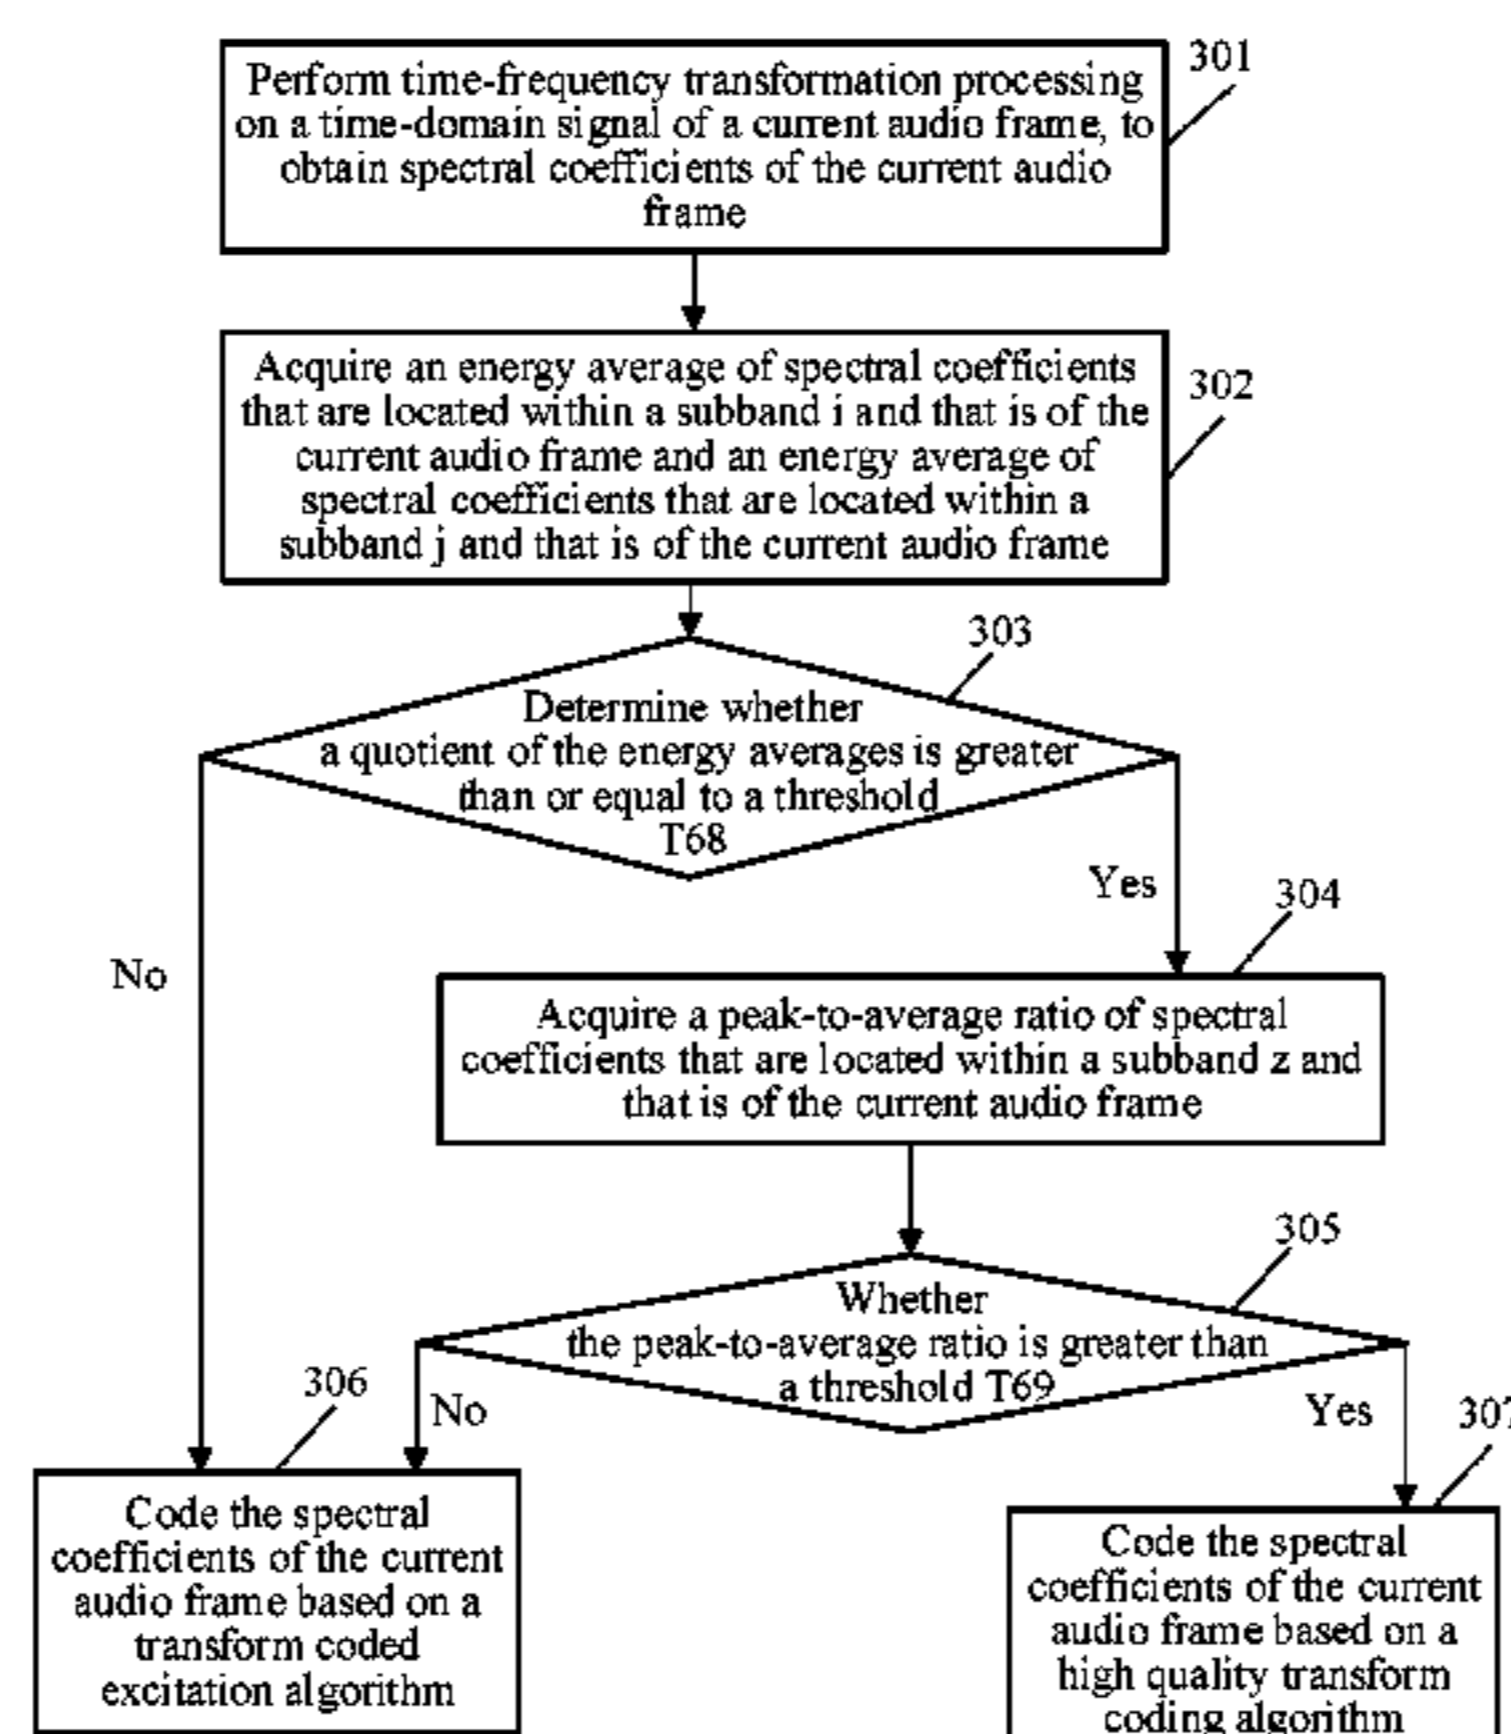 301
Perform time-frequency transformation processing
on a time-domain signal of a current audio frame, to
obtain spectral coefficients of the current audio
frame
302
Acquire an energy average of spectral coefficients
that are located within a subband i and that is of the
current audio frame and an energy average of
spectral coefficients that are located within a
subband j and that is of the current audio frame
303
Determine whether
a quotient of the energy averages is greater
than or equal to a threshold
T68
Yes
No
304
Acquire a peak-to-average ratio of spectral
coefficients that are located within a subband z and
that is of the current audio frame
305
Whether
the peak-to-average ratio is greater than
a threshold T69
306
No
Yes
307
Code the spectral
coefficients of the current
audio frame based on a
transform coded
excitation algorithm
Code the spectral
coefficients of the current
audio frame based on a
high quality transform
coding algorithm